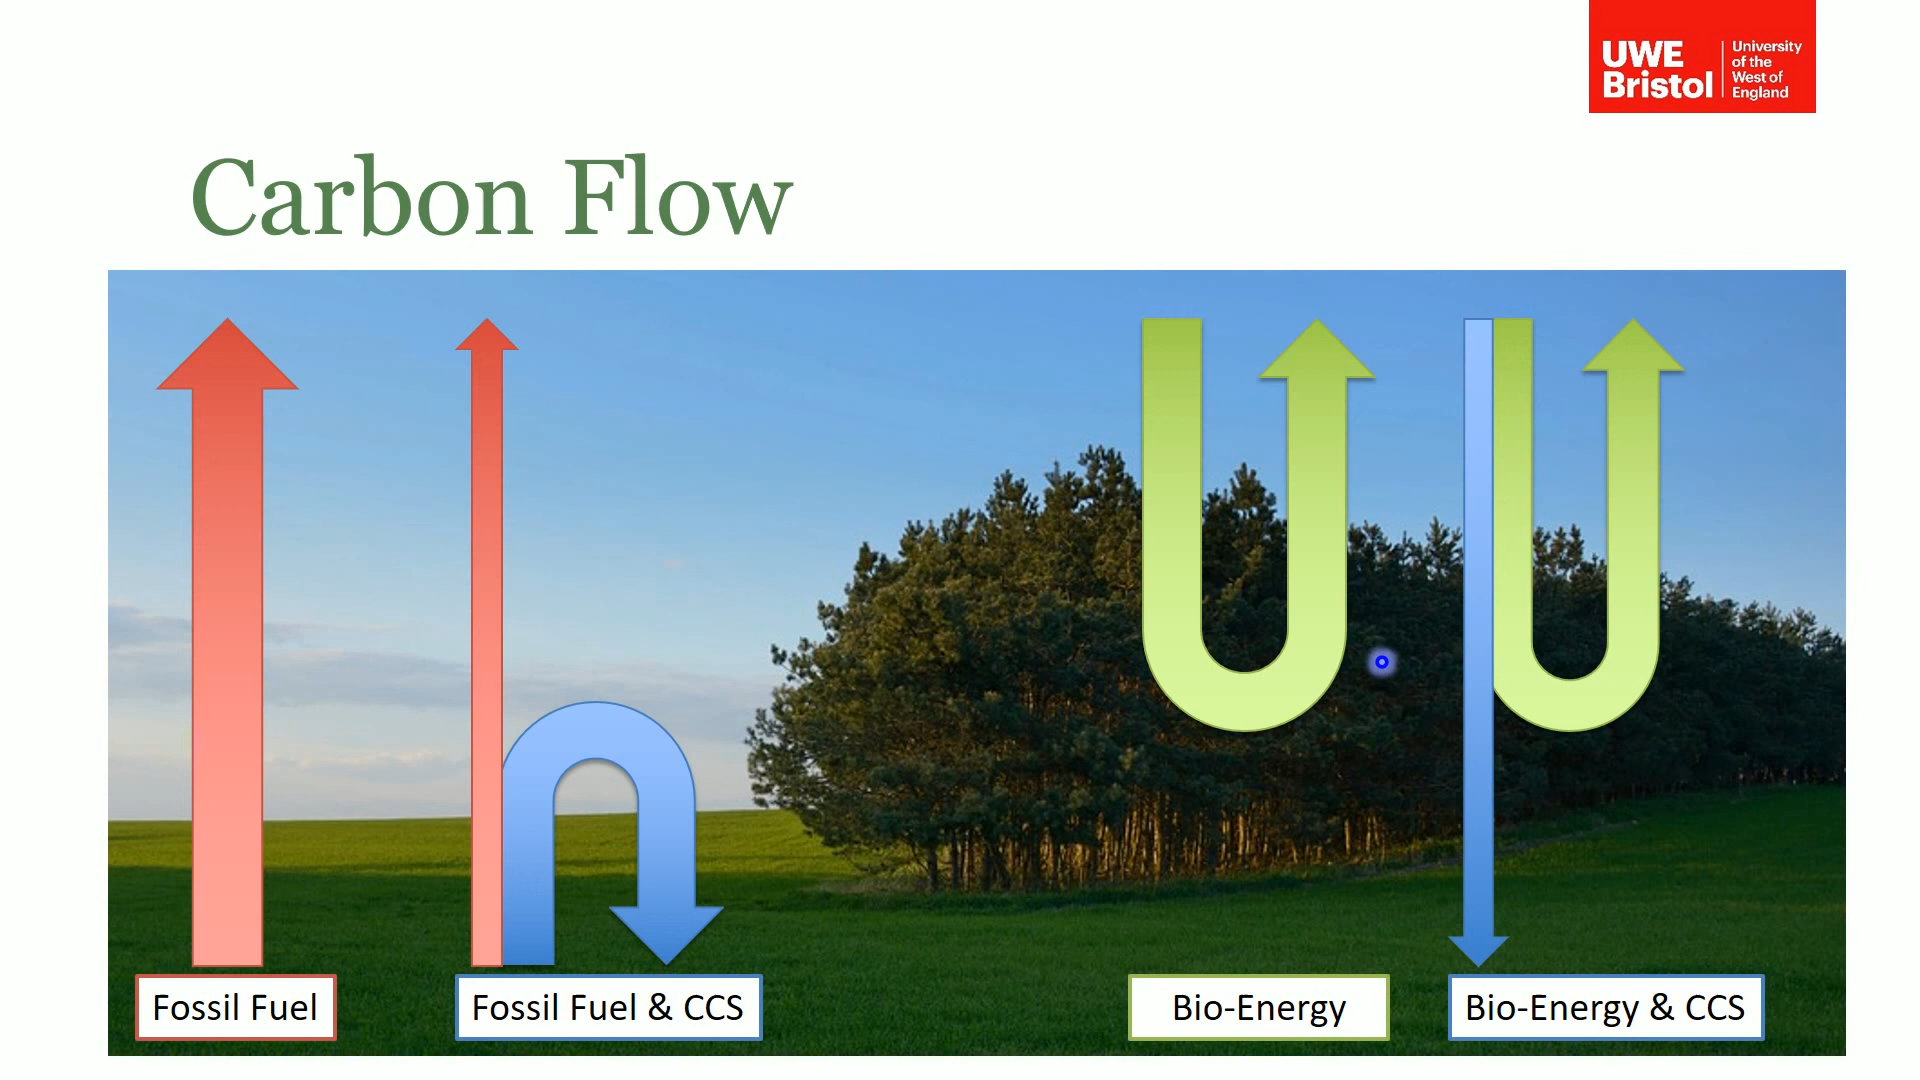 UWE
Bristol
University
of the
West of
England
Carbon Flow
Fossil Fuel
Fossil Fuel & CCS
Bio-Energy
Bio-Energy & CCS